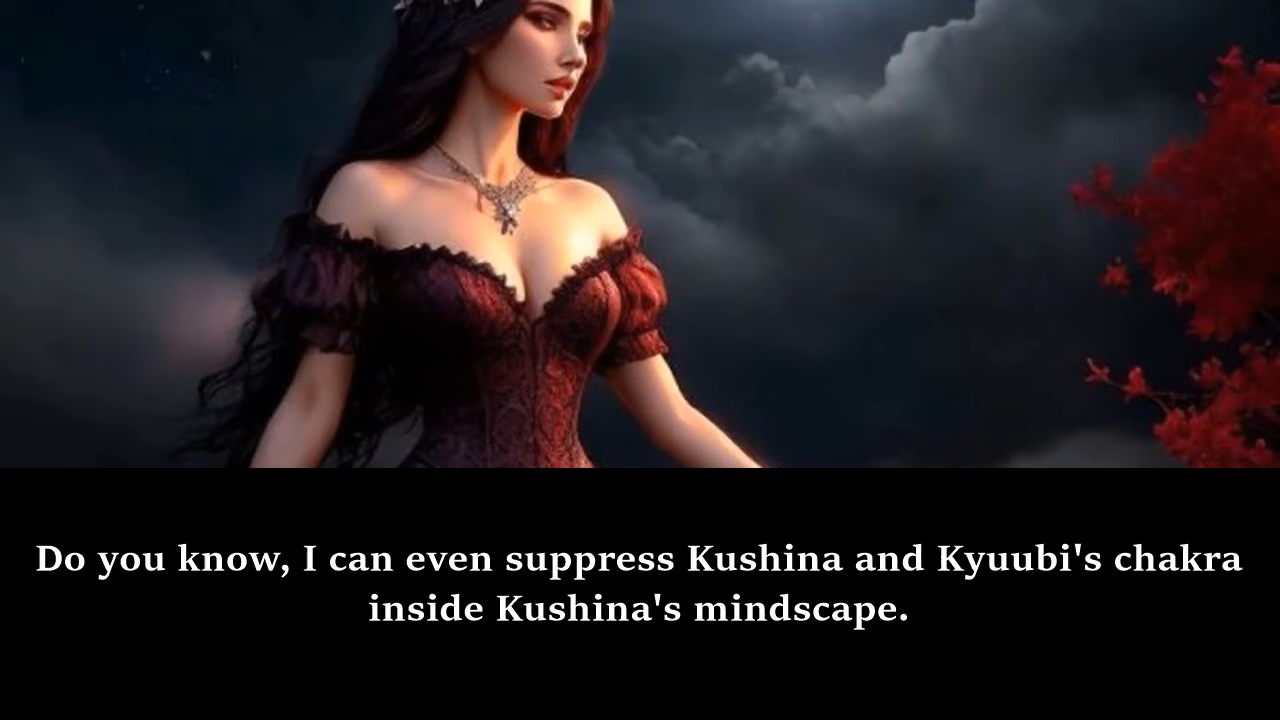 Do you know, I can even suppress Kushina and Kyuubi's chakra
inside Kushina's mindscape.